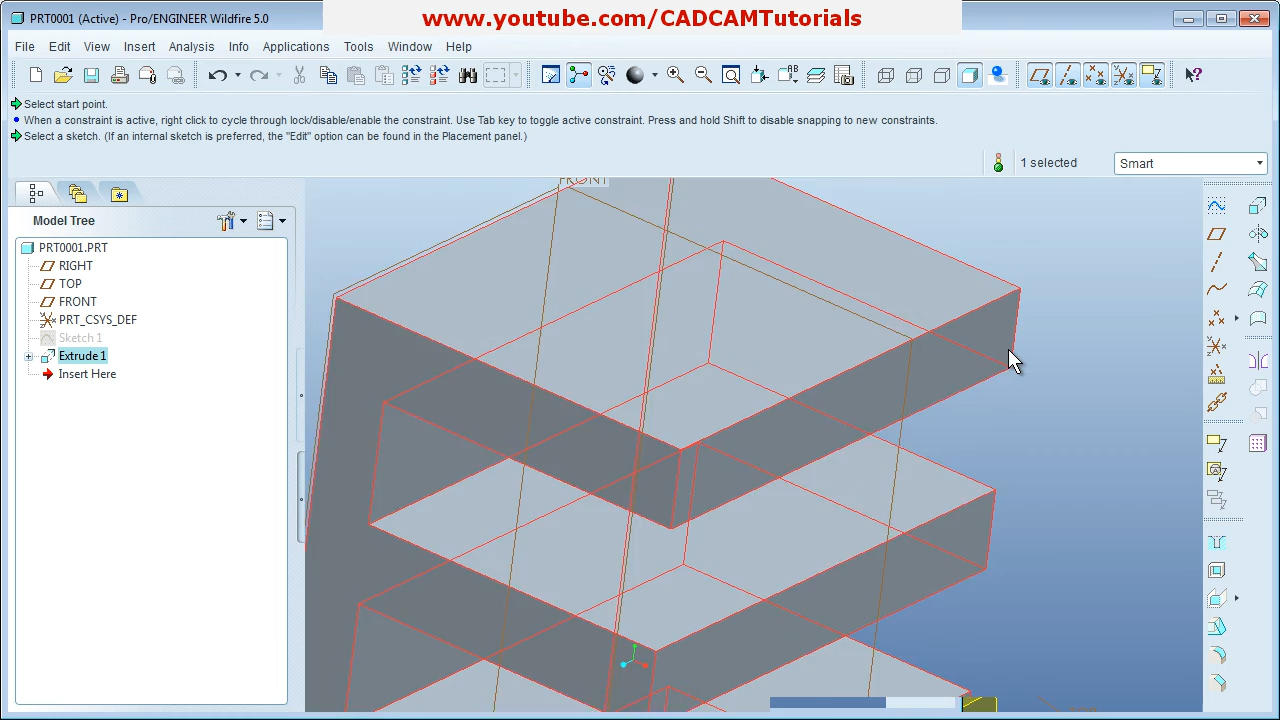 PRT0001 (Active) - Pro/ENGINEER Wildfire 5.0
www.youtube.com/CADCAMTutorials
File Edit View Insert Analysis Info Applications Tools Window Help
Select start point.
When a constraint is active, right click to cycle through lock/disable/enable the constraint. Use Tab key to toggle active constraint. Press and hold Shift to disable snapping to new constraints.
Select a sketch. (If an internal sketch is preferred, the "Edit" option can be found in the Placement panel.)
1 selected
Smart
FRONT
Model Tree
PRT0001.PRT
RIGHT
TOP
FRONT
PRT_CSYS_DEF
Sketch 1
Extrude 1
Insert Here